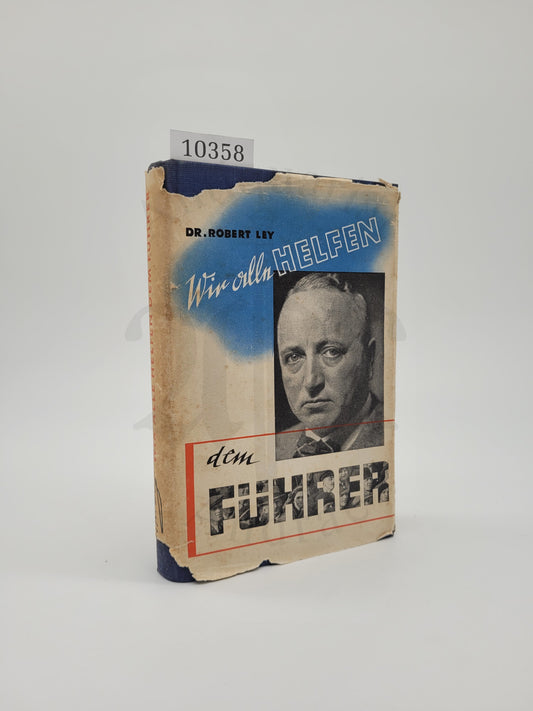 10358
DR. ROBERT LEY
Wir alle HELFEN
dem
FÜHRER